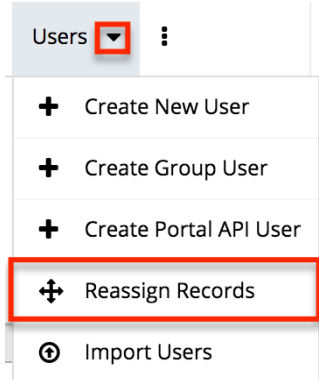 Users
Create New User
Create Group User
Create Portal API User
Reassign Records
Import Users